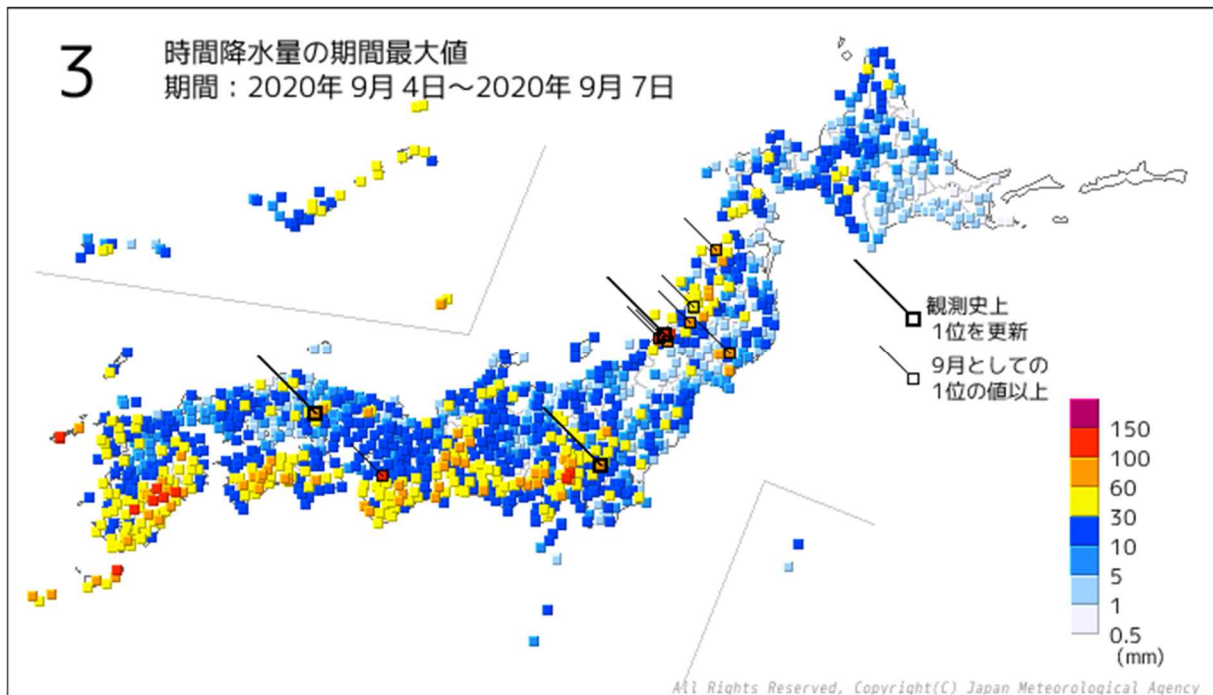 3
時間降水量の期間最大値
期間：2020年 9月 4日～2020年 9月 7日
観測史上
1位を更新
9月としての
1位の値以上
150
100
60
30
10
5
1
0.5
(mm)
All Rights Reserved, Copyright(C) Japan Meteorological Agency